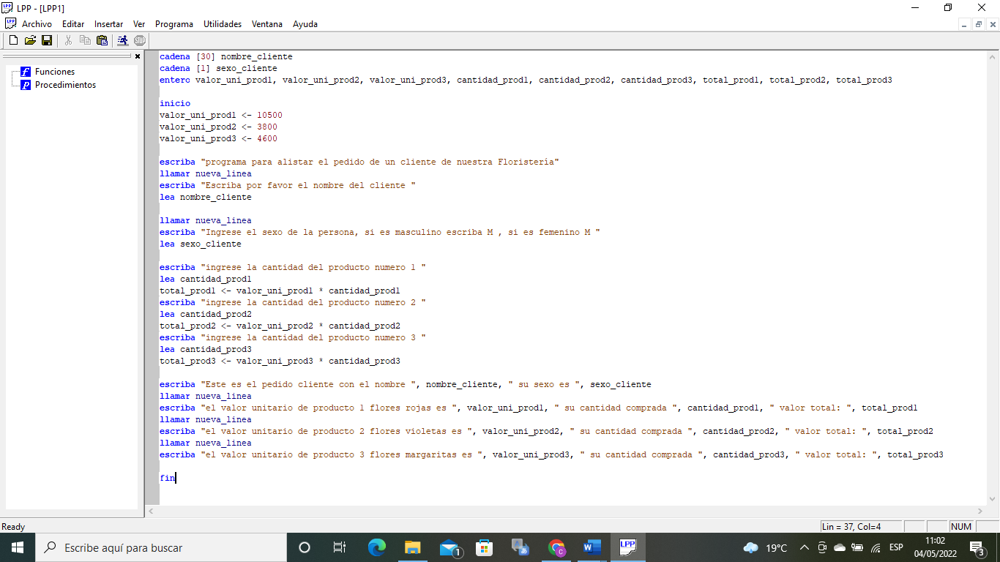 LPP - [LPP1]
Archivo Editar Insertar Ver Programa Utilidades Ventana Ayuda
Funciones
Procedimientos
cadena [30] nombre_cliente
cadena [1] sexo_cliente
entero valor_uni_prod1, valor_uni_prod2, valor_uni_prod3, cantidad_prod1, cantidad_prod2, cantidad_prod3, total_prod1, total_prod2, total_prod3
inicio
valor_uni_prod1 <- 10500
valor_uni_prod2 <- 3800
valor_uni_prod3 <- 4600
escriba "programa para alistar el pedido de un cliente de nuestra Floristería"
llamar nueva_linea
escriba "Escriba por favor el nombre del cliente "
lea nombre_cliente
llamar nueva_linea
escriba "Ingrese el sexo de la persona, si es masculino escriba M , si es femenino M "
lea sexo_cliente
escriba "ingrese la cantidad del producto numero 1 "
lea cantidad_prod1
total_prod1 <- valor_uni_prod1 * cantidad_prod1
escriba "ingrese la cantidad del producto numero 2 "
lea cantidad_prod2
total_prod2 <- valor_uni_prod2 * cantidad_prod2
escriba "ingrese la cantidad del producto numero 3 "
lea cantidad_prod3
total_prod3 <- valor_uni_prod3 * cantidad_prod3
escriba "Este es el pedido cliente con el nombre ", nombre_cliente, " su sexo es ", sexo_cliente
llamar nueva_linea
escriba "el valor unitario de producto 1 flores rojas es ", valor_uni_prod1, " su cantidad comprada ", cantidad_prod1, " valor total: ", total_prod1
llamar nueva_linea
escriba "el valor unitario de producto 2 flores violetas es ", valor_uni_prod2, " su cantidad comprada ", cantidad_prod2, " valor total: ", total_prod2
llamar nueva_linea
escriba "el valor unitario de producto 3 flores margaritas es ", valor_uni_prod3, " su cantidad comprada ", cantidad_prod3, " valor total: ", total_prod3
fin
Ready
Lin = 37, Col=4
NUM
Escribe aquí para buscar
1
LPP
19°C
ESP
11:02
04/05/2022
3